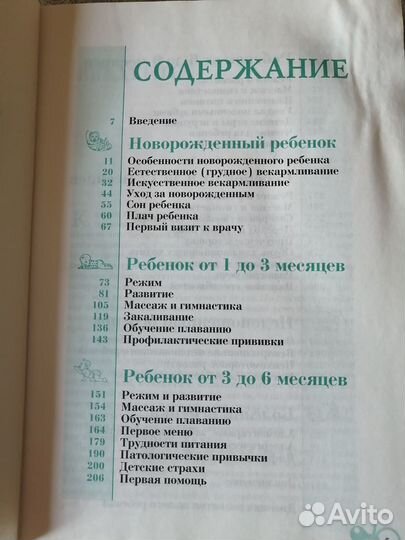 СОДЕРЖАНИЕ
7 Введение
Новорожденный ребенок
11 Особенности новорожденного ребенка
20 Естественное (грудное) вскармливание
32 Искусственное вскармливание
44 Уход за новорожденным
55 Сон ребенка
60 Плач ребенка
67 Первый визит к врачу
Ребенок от 1 до 3 месяцев
73 Режим
81 Развитие
105 Массаж и гимнастика
119 Закаливание
136 Обучение плаванию
143 Профилактические прививки
Ребенок от 3 до 6 месяцев
151 Режим и развитие
154 Массаж и гимнастика
163 Обучение плаванию
164 Первое меню
179 Трудности питания
190 Патологические привычки
200 Детские страхи
206 Первая помощь
Avito